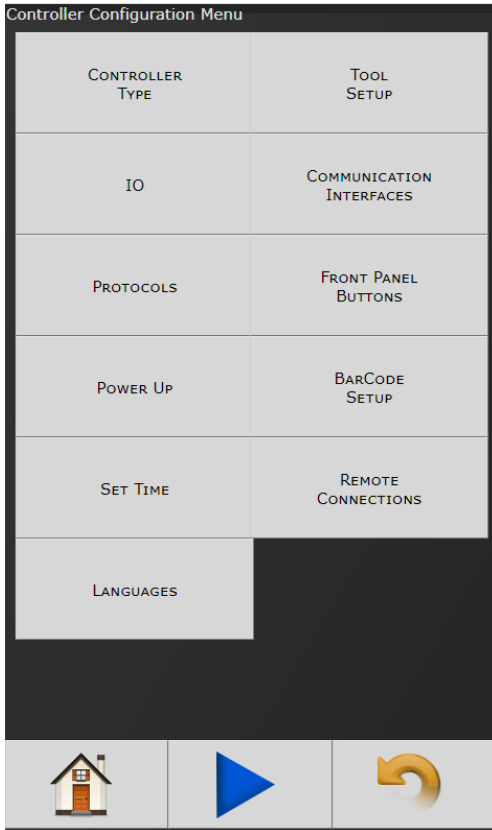 Controller Configuration Menu
Controller
Type
Tool
Setup
IO
Communication
Interfaces
Protocols
Front Panel
Buttons
Power Up
BarCode
Setup
Set Time
Remote
Connections
Languages